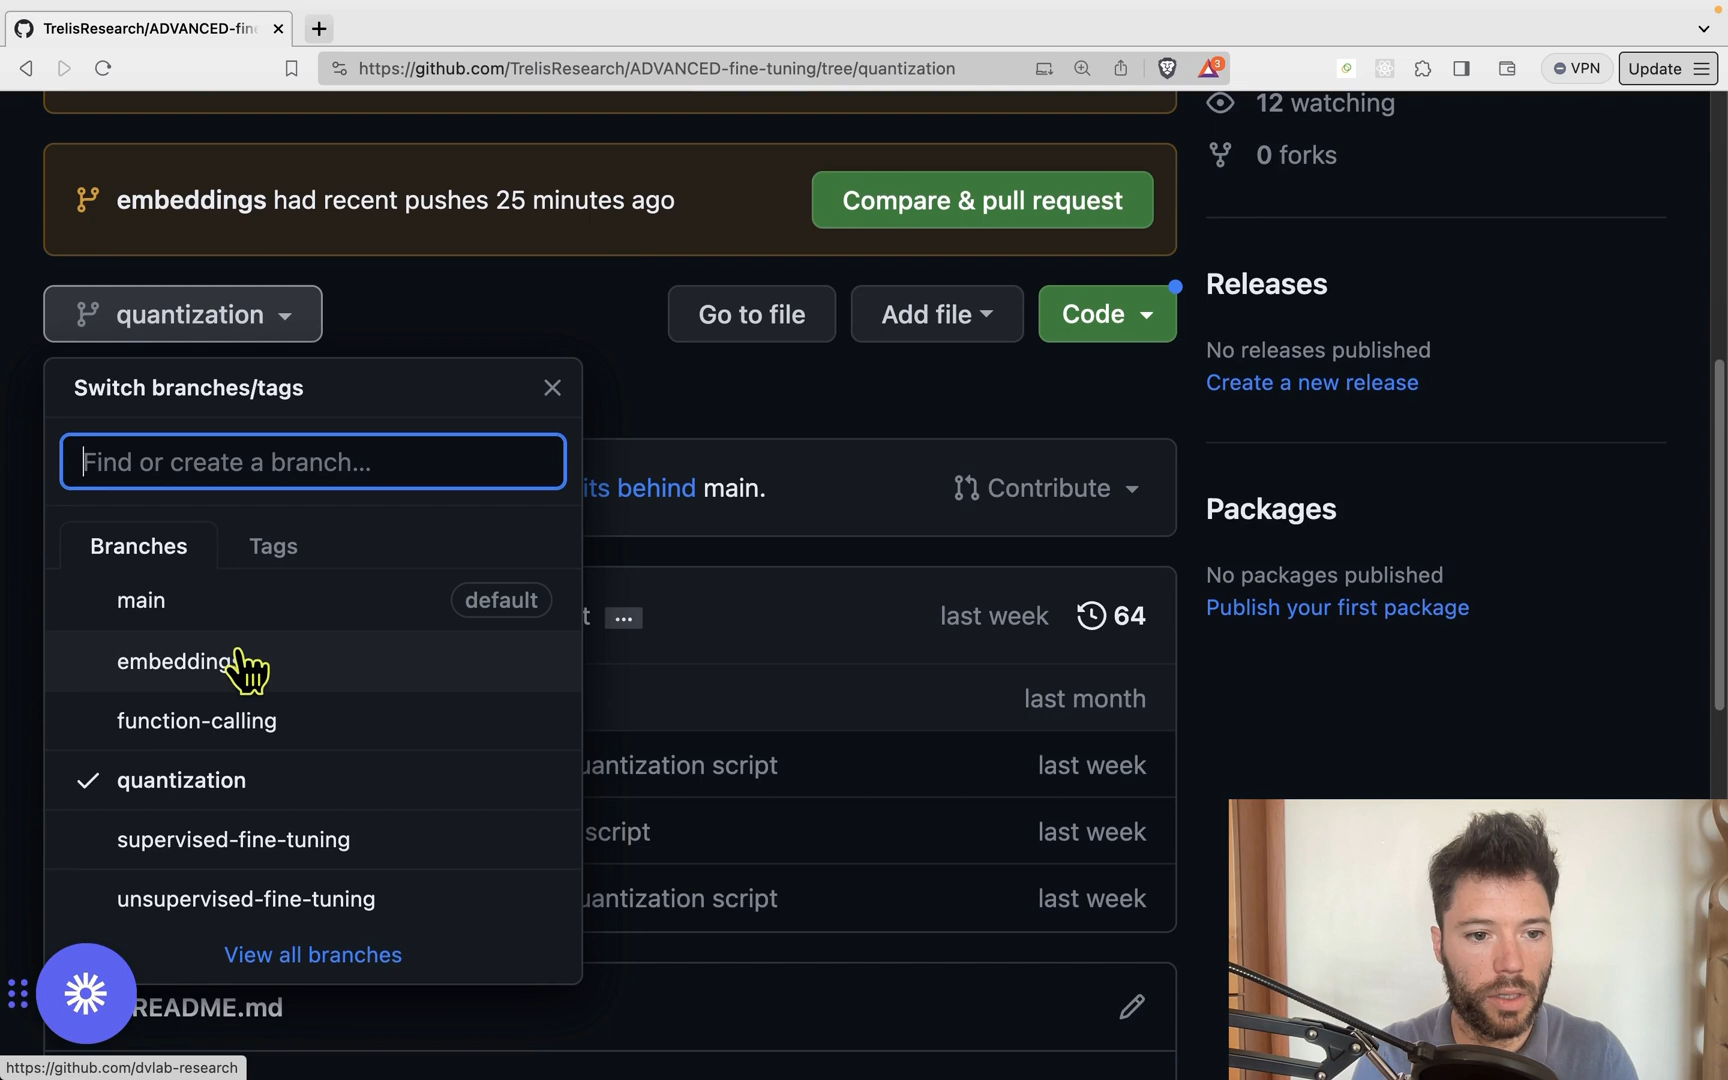 TrelisResearch/ADVANCED-fin
https://github.com/TrelisResearch/ADVANCED-fine-tuning/tree/quantization
3
VPN
Update
12 watching
0 forks
embeddings had recent pushes 25 minutes ago
Compare & pull request
quantization
Go to file
Add file
Code
Releases
No releases published
Create a new release
Switch branches/tags
Find or create a branch...
its behind main.
Contribute
Packages
No packages published
Publish your first package
Branches
Tags
main
default
t ...
last week
64
embedding
last month
function-calling
quantization
uantization script
last week
supervised-fine-tuning
script
last week
unsupervised-fine-tuning
uantization script
last week
View all branches
README.md
https://github.com/dvlab-research